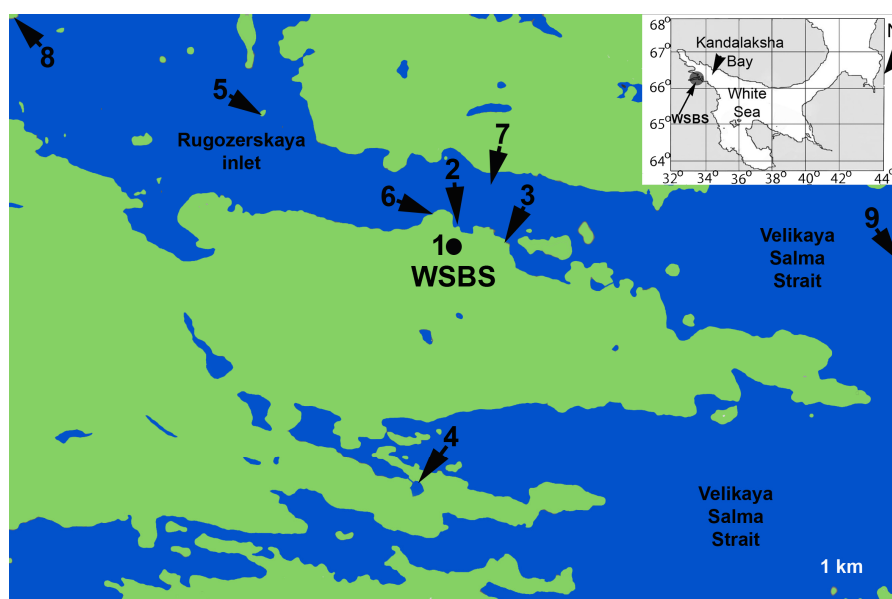 8
5
Rugozerskaya
inlet
7
2
6
3
1
WSBS
4
9
Velikaya
Salma
Strait
Velikaya
Salma
Strait
1 km
68°
67°
66°
65°
64°
32° 34° 36° 38° 40° 42° 44°
Kandalaksha
Bay
White
Sea
WSBS